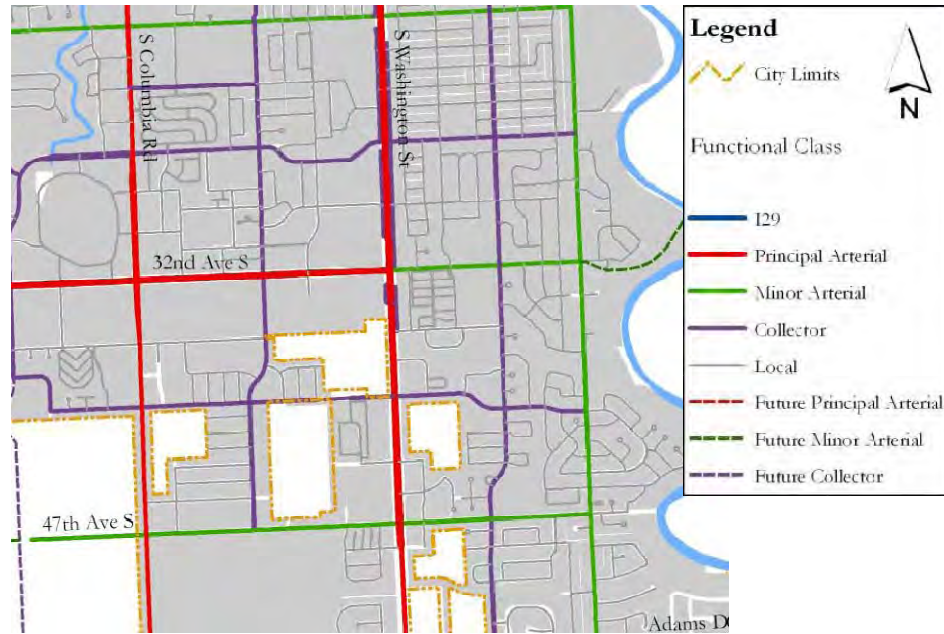 S Columbia Rd
S Washington St
32nd Ave S
47th Ave S
Adams D
Legend
City Limits
N
Functional Class
I29
Principal Arterial
Minor Arterial
Collector
Local
Future Principal Arterial
Future Minor Arterial
Future Collector